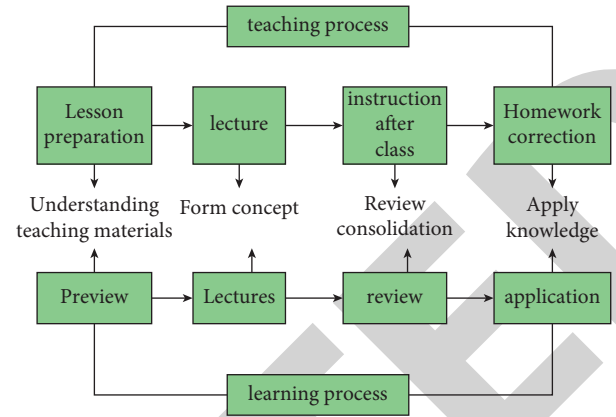 teaching process
Lesson
preparation
lecture
instruction
after
class
Homework
correction
Understanding
teaching materials
Form concept
Review
consolidation
Apply
knowledge
Preview
Lectures
review
application
learning process